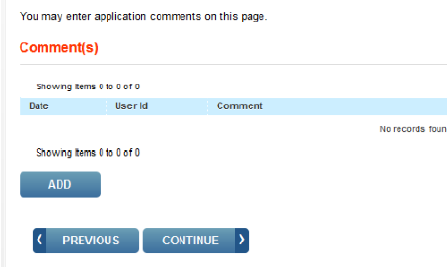 You may enter application comments on this page.
Comment(s)
Showing Items 0 to 0 of 0
Date User Id Comment
No records foun
Showing Items 0 to 0 of 0
ADD
PREVIOUS CONTINUE